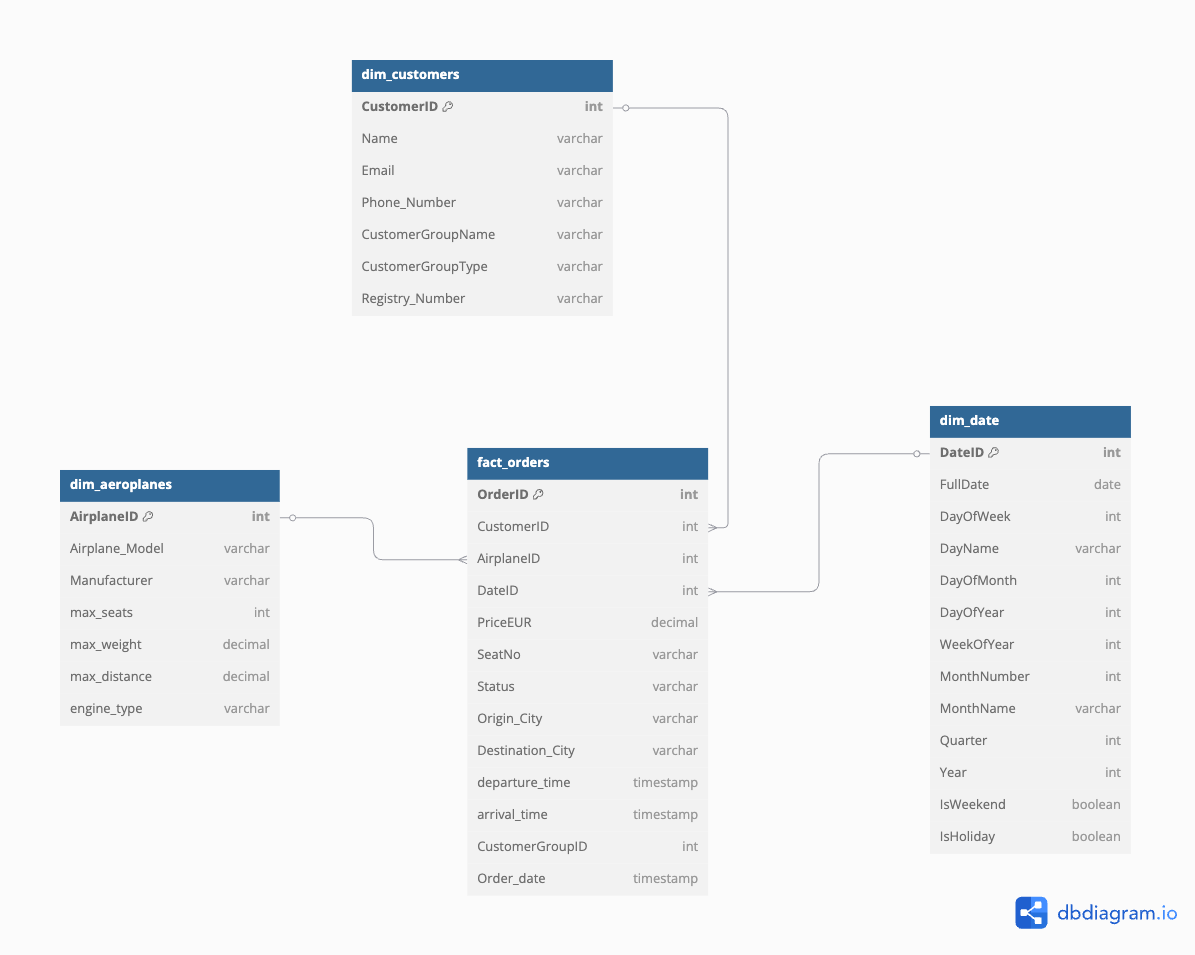 dim_customers
CustomerID int
Name varchar
Email varchar
Phone_Number varchar
CustomerGroupName varchar
CustomerGroupType varchar
Registry_Number varchar
dim_aeroplanes
AirplaneID int
Airplane_Model varchar
Manufacturer varchar
max_seats int
max_weight decimal
max_distance decimal
engine_type varchar
fact_orders
OrderID int
CustomerID int
AirplaneID int
DateID int
PriceEUR decimal
SeatNo varchar
Status varchar
Origin_City varchar
Destination_City varchar
departure_time timestamp
arrival_time timestamp
CustomerGroupID int
Order_date timestamp
dim_date
DateID int
FullDate date
DayOfWeek int
DayName varchar
DayOfMonth int
DayOfYear int
WeekOfYear int
MonthNumber int
MonthName varchar
Quarter int
Year int
IsWeekend boolean
IsHoliday boolean
dbdiagram.io